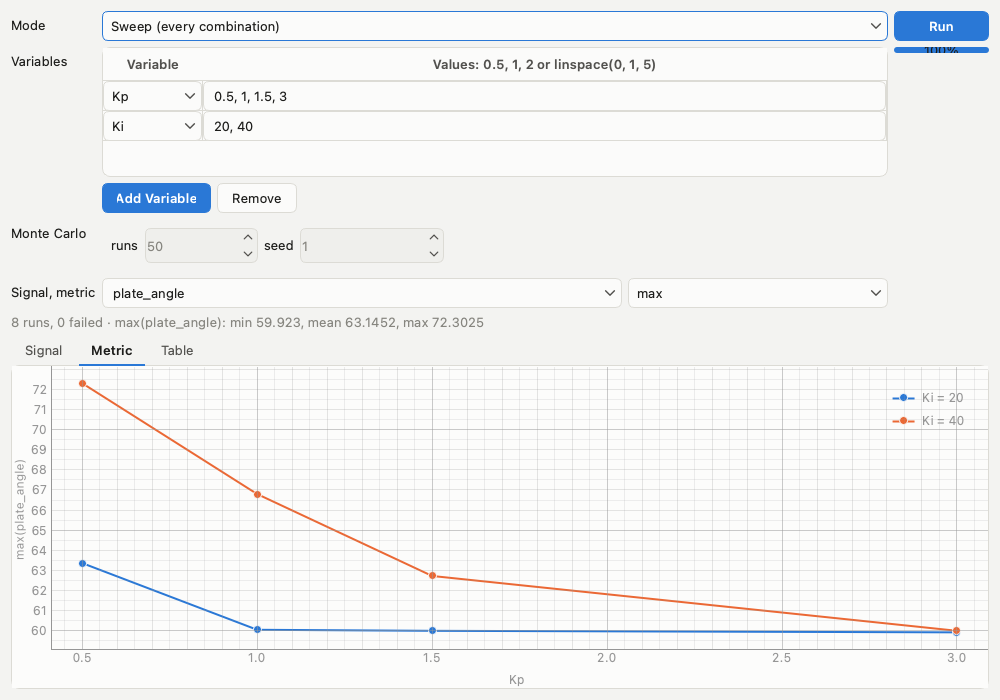 Mode
Sweep (every combination)
Run
100%
Variables
Variable
Values: 0.5, 1, 2 or linspace(0, 1, 5)
Kp
0.5, 1, 1.5, 3
Ki
20, 40
Add Variable
Remove
Monte Carlo
runs
50
seed
1
Signal, metric
plate_angle
max
8 runs, 0 failed · max(plate_angle): min 59.923, mean 63.1452, max 72.3025
Signal
Metric
Table
Ki = 20
Ki = 40
72
71
70
69
68
67
66
65
64
63
62
61
60
max(plate_angle)
0.5
1.0
1.5
2.0
2.5
3.0
Kp